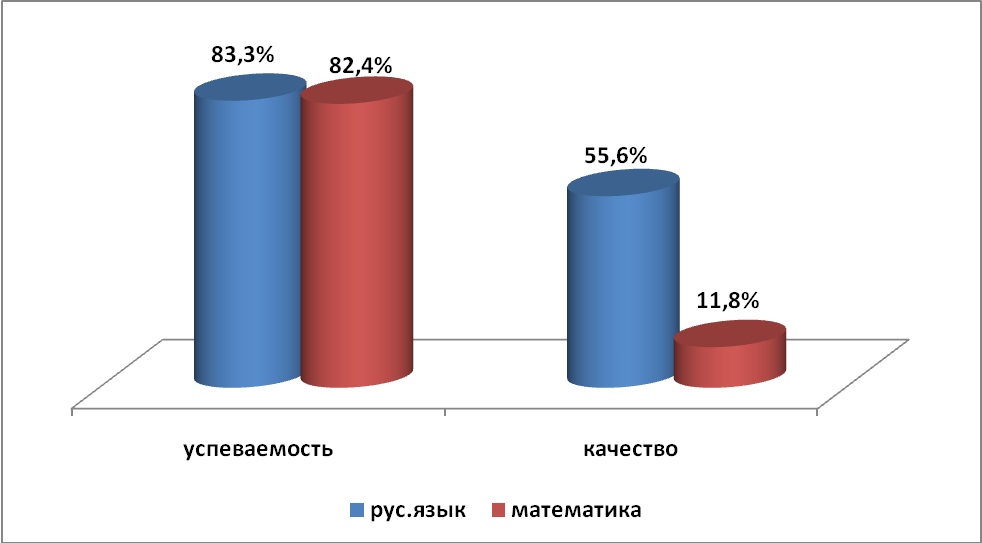 83,3%
82,4%
55,6%
11,8%
успеваемость
качество
рус.язык
математика